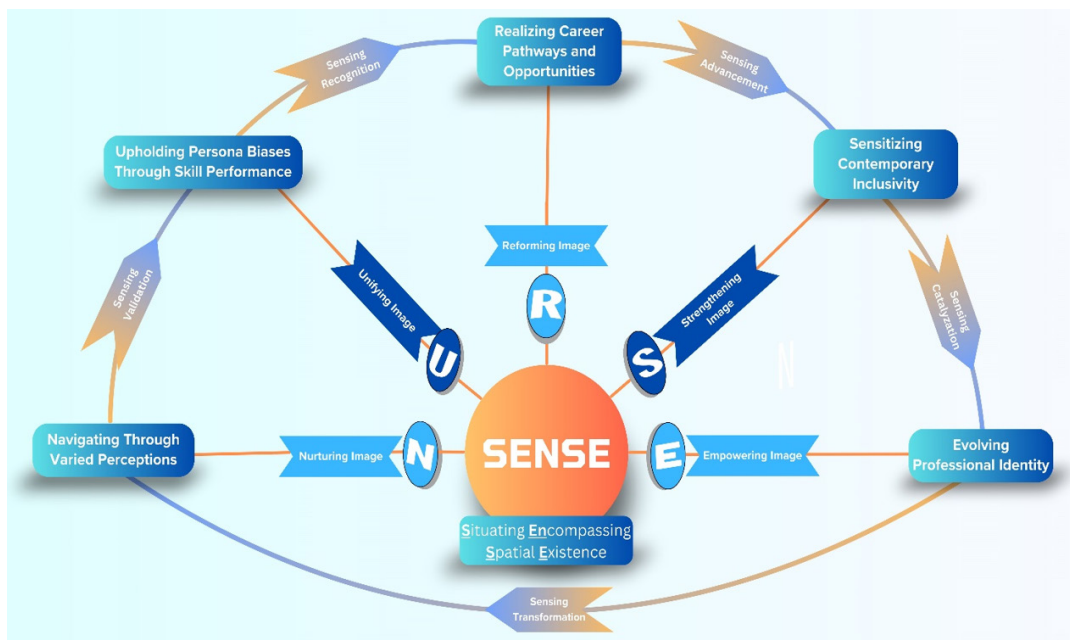 Realizing Career
Pathways and
Opportunities
Sensing
Recognition
Sensing
Advancement
Upholding Persona Biases
Through Skill Performance
Sensitizing
Contemporary
Inclusivity
Reforming Image
R
Sensing
Validation
Unifying Image
U
Strengthening
Image
S
Sensing
Catalyzation
N
Navigating Through
Varied Perceptions
Nurturing Image
N
SENSE
E
Empowering Image
Evolving
Professional Identity
Situating Encompassing
Spatial Existence
Sensing
Transformation